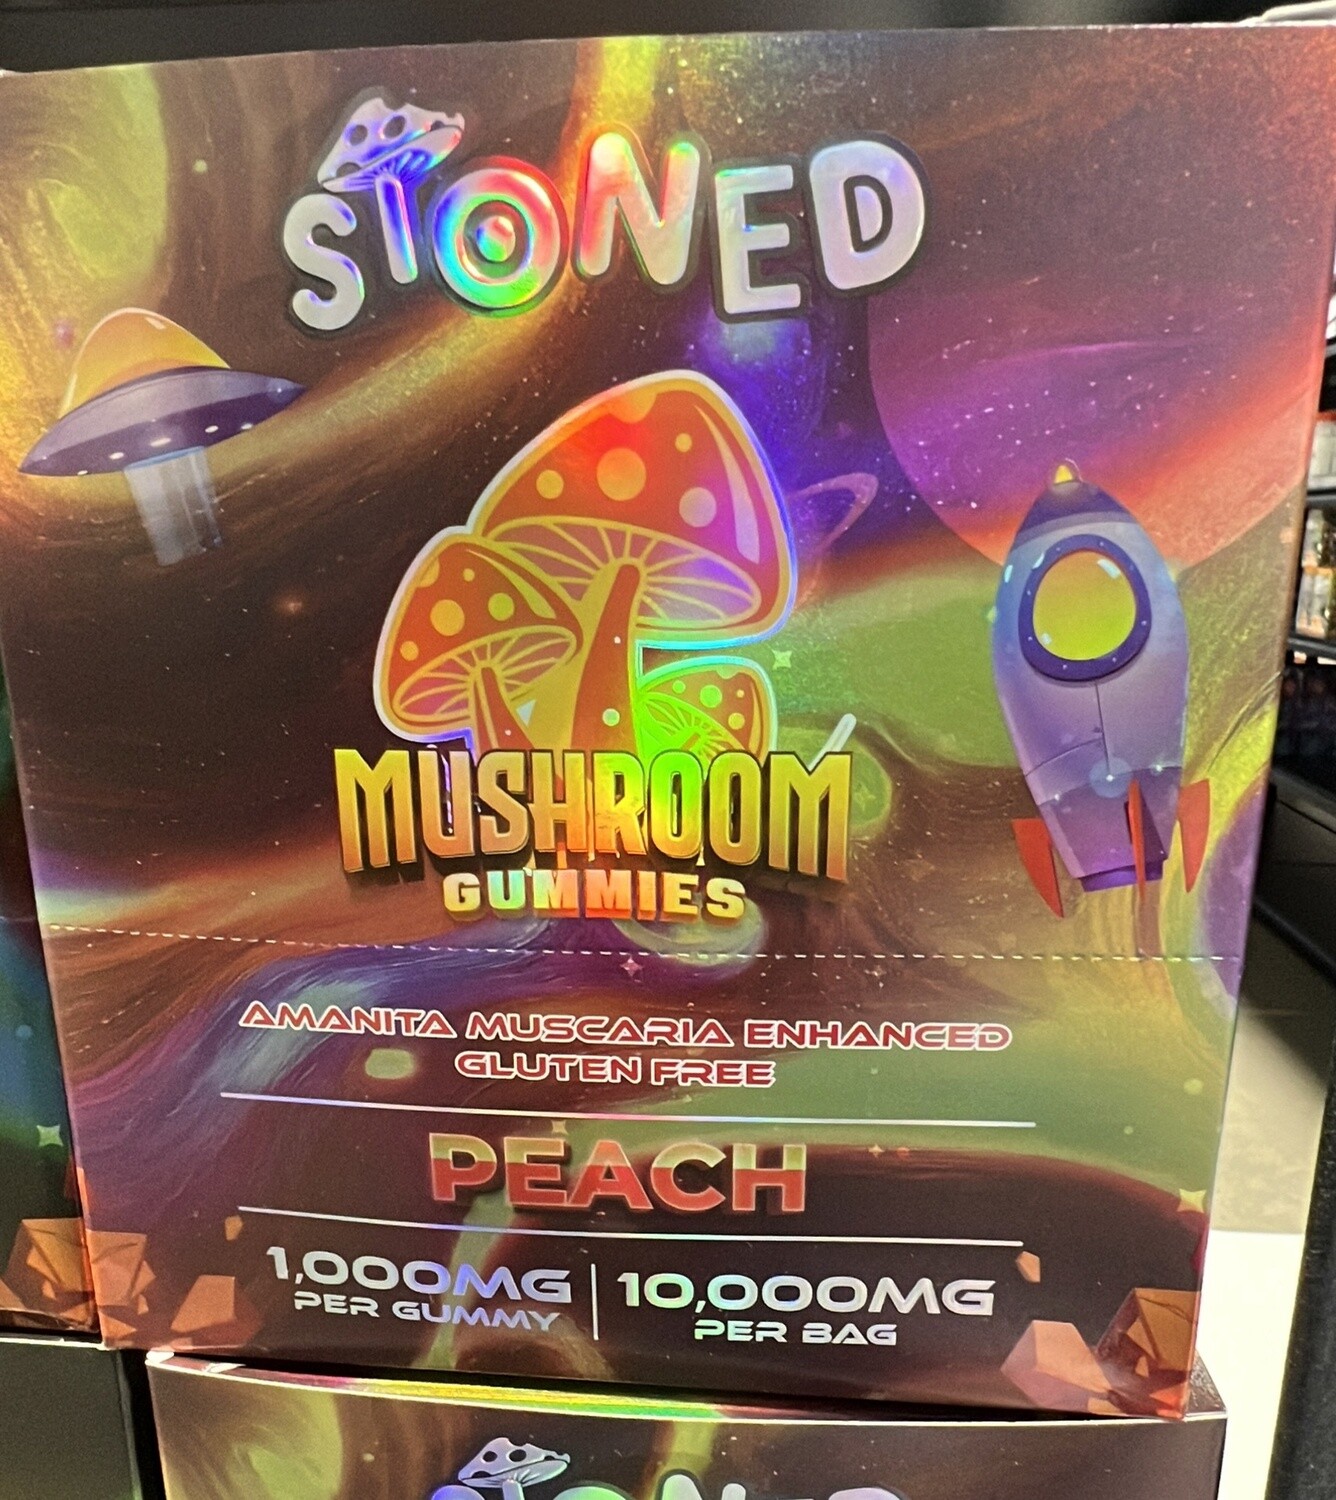 STONED
MUSHROOM
GUMMIES
AMANITA MUSCARIA ENHANCED
GLUTEN FREE
PEACH
1,000MG
PER GUMMY
10,000MG
PER BAG